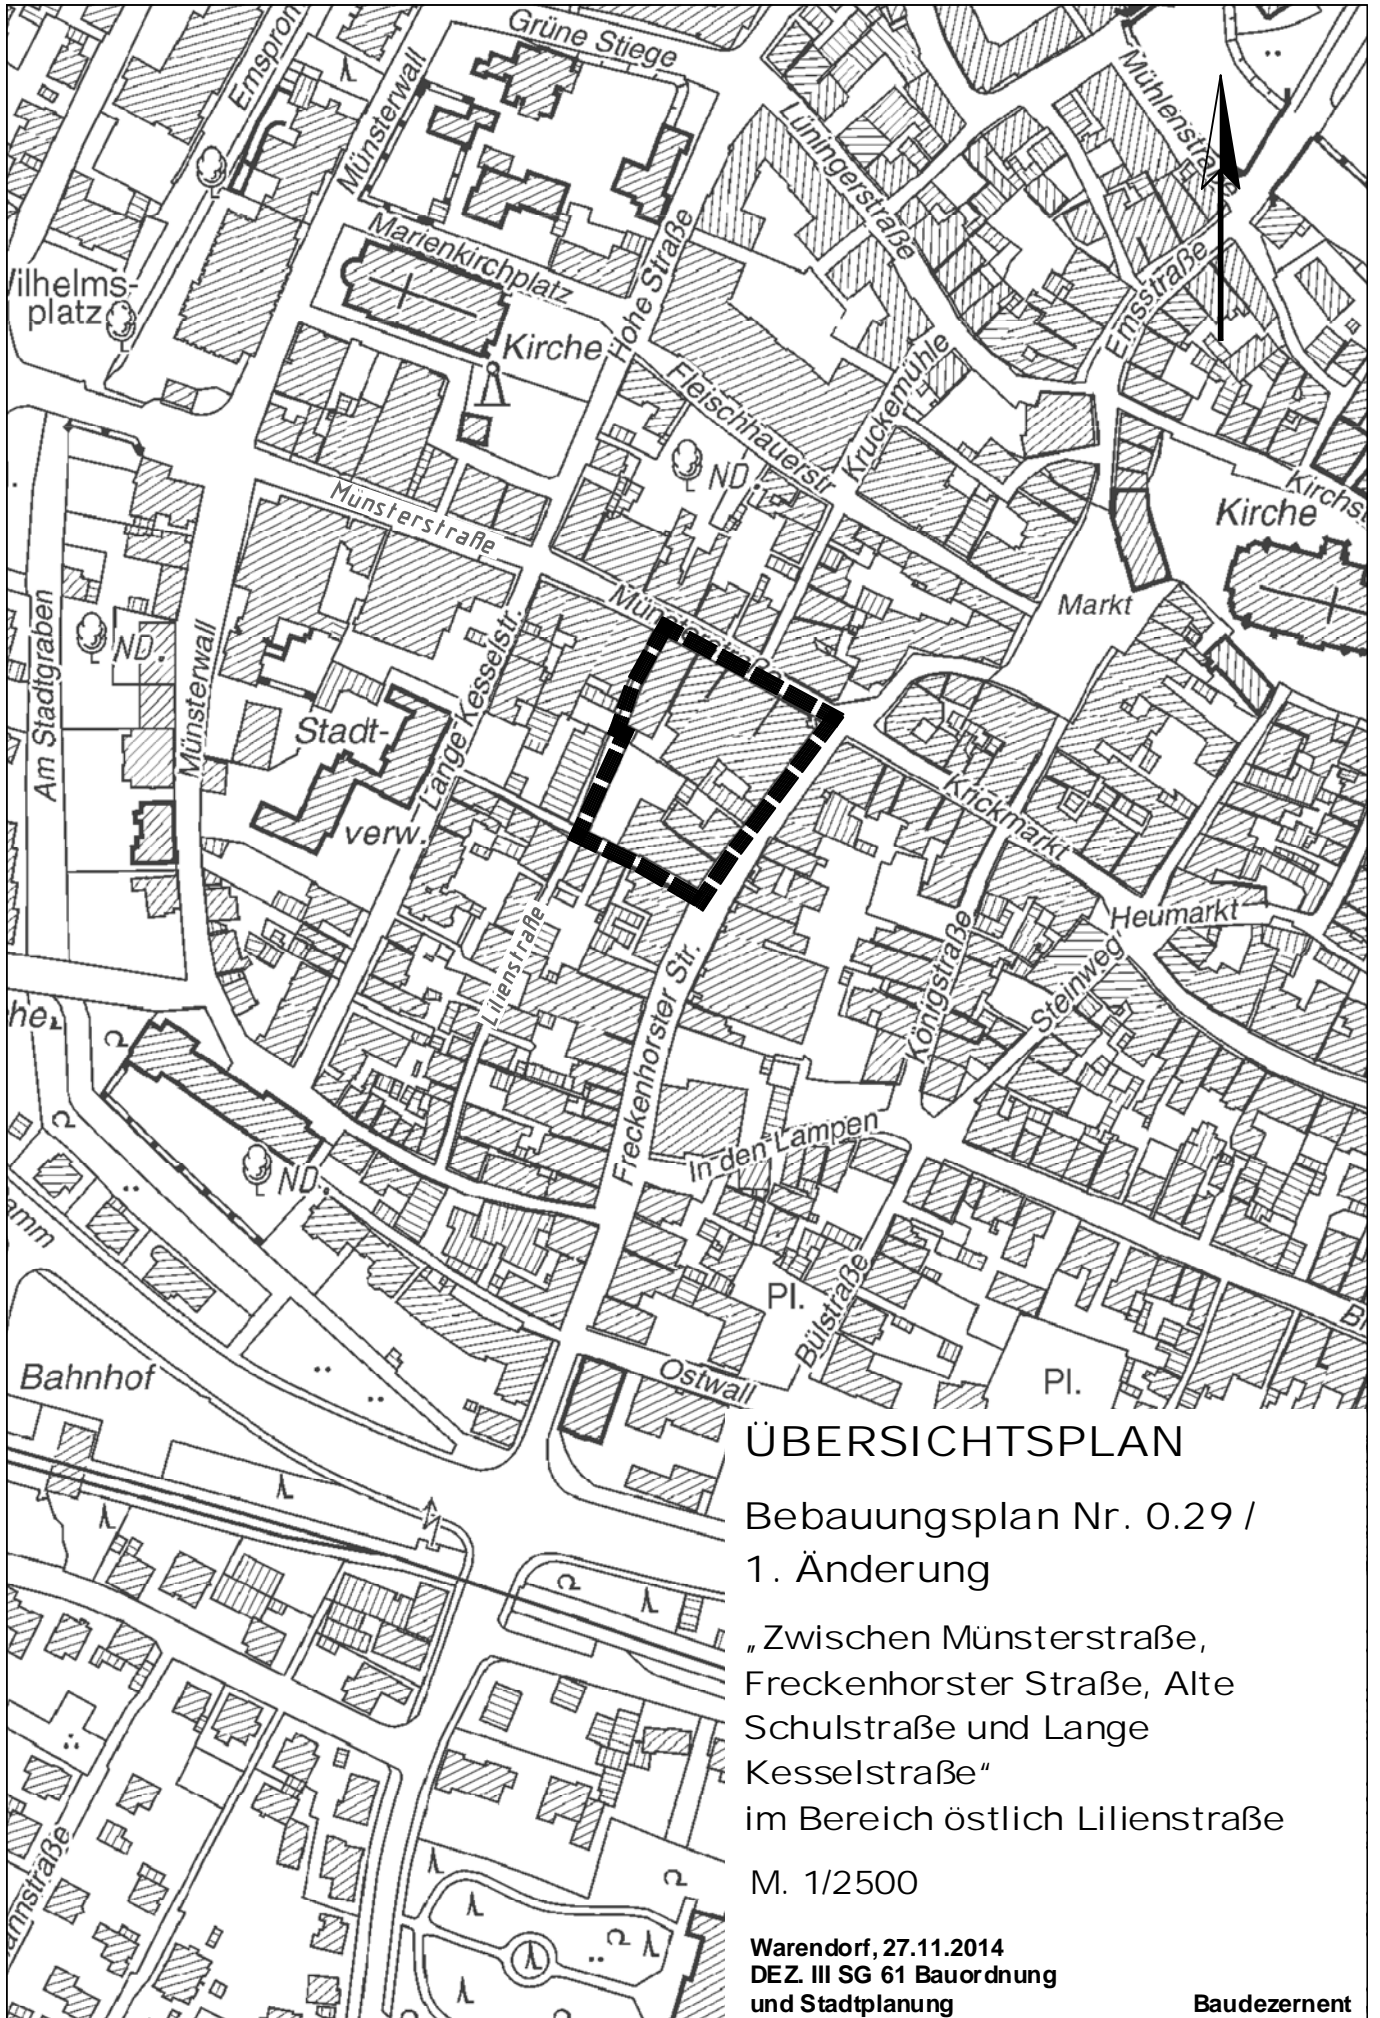 Grüne Stiege
Münsterwall
Mühlenstraße
Lüningerstraße
Marienkirchplatz
Hohe Straße
Emsstraße
ilhelms-
platz
Kirche
Fleischhauerstr
Kruckemühle
ND.
Münsterstraße
Kirche
Markt
Am Stadtgraben
ND.
Münsterwall
Stadt-
verw.
Lange Kesselstr.
Krickmarkt
Heumarkt
Steinweg
Königstraße
Lilienstraße
Freckenhorster Str.
In den Lampen
ND.
Pl.
Bülstraße
Ostwall
Pl.
Bahnhof
ÜBERSICHTSPLAN
Bebauungsplan Nr. 0.29 /
1. Änderung
„Zwischen Münsterstraße,
Freckenhorster Straße, Alte
Schulstraße und Lange
Kesselstraße“
im Bereich östlich Lilienstraße
M. 1/2500
Warendorf, 27.11.2014
DEZ. III SG 61 Bauordnung
und Stadtplanung
Baudezernent